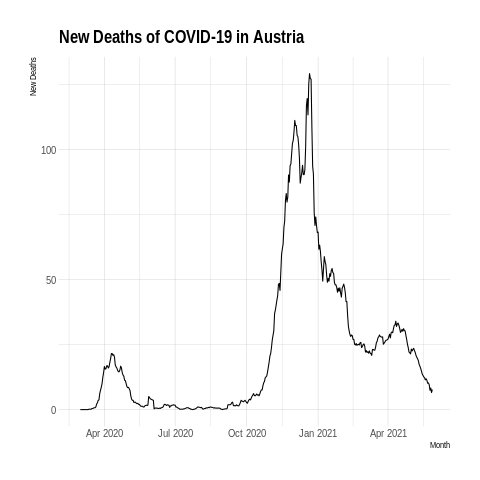 New Deaths of COVID-19 in Austria
New Deaths
100
50
0
Apr 2020
Jul 2020
Oct 2020
Jan 2021
Apr 2021
Month